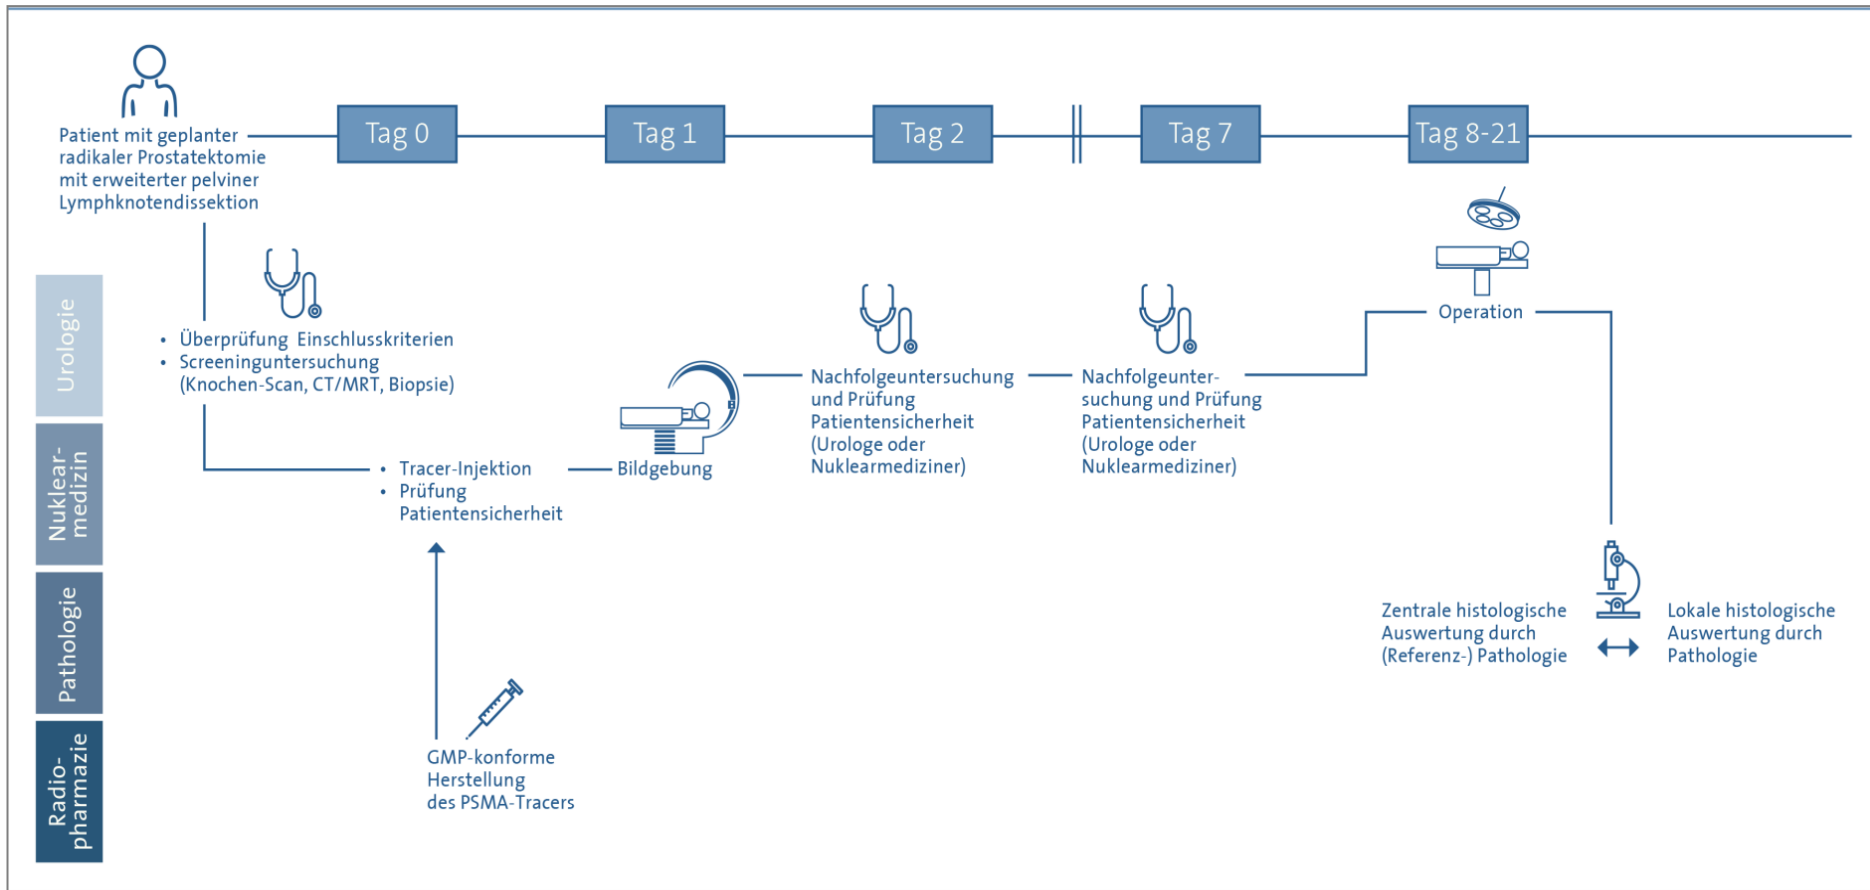 Patient mit geplanter
radikaler Prostatektomie
mit erweiterter pelviner
Lymphknotendissektion
Tag 0
Tag 1
Tag 2
Tag 7
Tag 8-21
Urologie
• Überprüfung Einschlusskriterien
• Screeninguntersuchung
(Knochen-Scan, CT/MRT, Biopsie)
Nachfolgeuntersuchung
und Prüfung
Patientensicherheit
(Urologe oder
Nuklearmediziner)
Nachfolgeunter-
suchung und Prüfung
Patientensicherheit
(Urologe oder
Nuklearmediziner)
Operation
Nuklear-
medizin
• Tracer-Injektion
• Prüfung
Patientensicherheit
Bildgebung
Pathologie
Zentrale histologische
Auswertung durch
(Referenz-) Pathologie
Lokale histologische
Auswertung durch
Pathologie
Radio-
pharmazie
GMP-konforme
Herstellung
des PSMA-Tracers